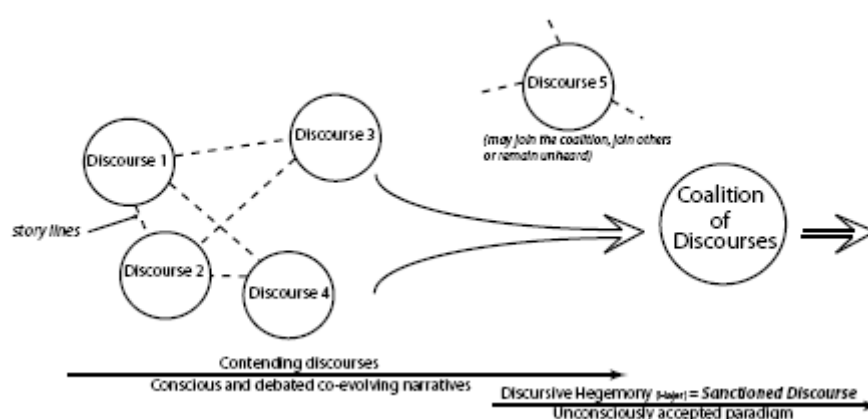 Discourse 5
(may join the coalition, join others
or remain unheard)
Discourse 3
Discourse 1
story lines
Discourse 2
Discourse 4
Coalition
of
Discourses
Contending discourses
Conscious and debated co-evolving narratives
Discursive Hegemony [Hajer] = Sanctioned Discourse
Unconsciously accepted paradigm